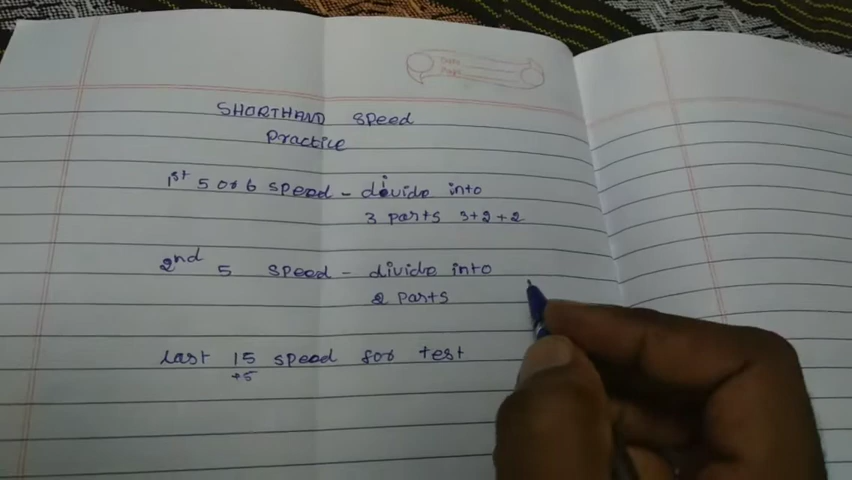 SHORTHAND speed
Practice
1st 5 or 6 speed - divide into
3 parts 3+2+2
2nd 5 speed - divide into
2 parts
Last 15 speed for test
+5